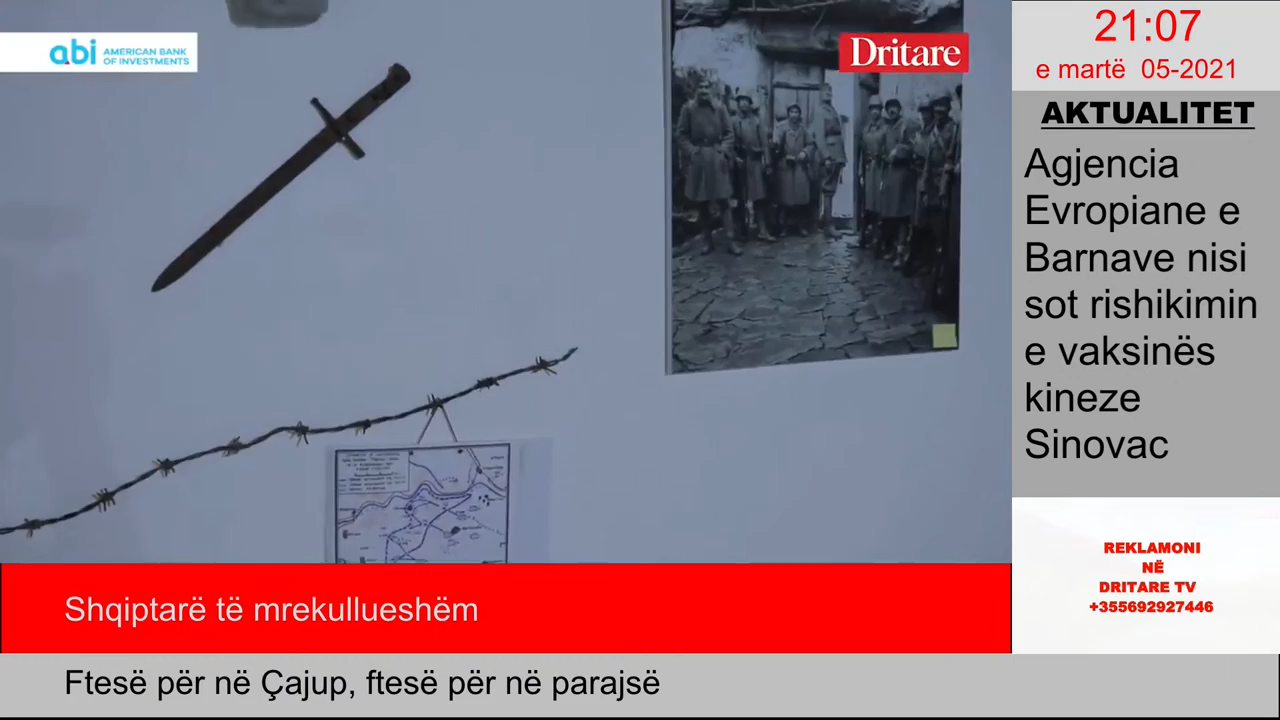 abi AMERICAN BANK
OF INVESTMENTS
Dritare
21:07
e martë 05-2021
AKTUALITET
Agjencia
Evropiane e
Barnave nisi
sot rishikimin
e vaksinës
kineze
Sinovac
REKLAMONI
NË
DRITARE TV
+355692927446
Shqiptarë të mrekullueshëm
Ftesë për në Çajup, ftesë për në parajsë